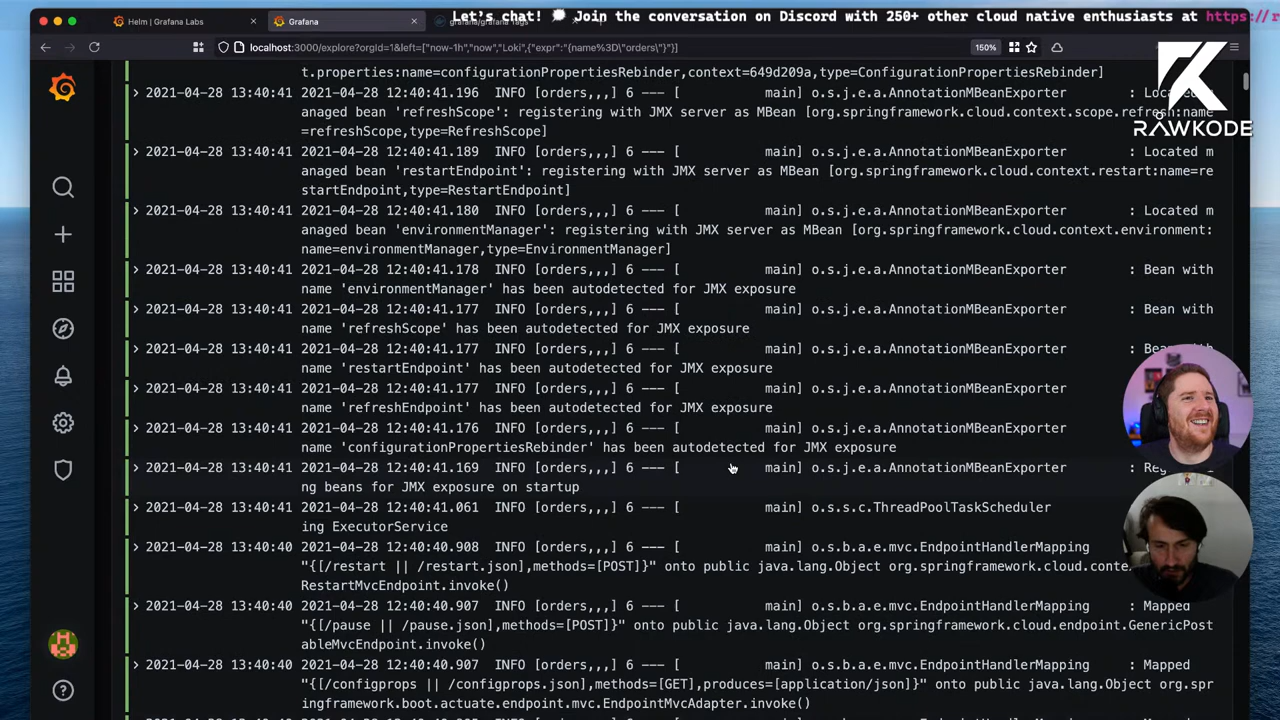 Let's chat! 💭 Join the conversation on Discord with 250+ other cloud native enthusiasts at https://r
Helm | Grafana Labs
Grafana
grafana/grafana Tags
localhost:3000/explore?orgId=1&left=["now-1h","now","Loki",{"expr":"{name%3D\"orders\"}"}]
150%
RAWKODE
t.properties:name=configurationPropertiesRebinder,context=649d209a,type=ConfigurationPropertiesRebinder]
2021-04-28 13:40:41 2021-04-28 12:40:41.196 INFO [orders,,,] 6 --- [ main] o.s.j.e.a.AnnotationMBeanExporter : Located m
anaged bean 'refreshScope': registering with JMX server as MBean [org.springframework.cloud.context.scope.refresh:name
=refreshScope,type=RefreshScope]
2021-04-28 13:40:41 2021-04-28 12:40:41.189 INFO [orders,,,] 6 --- [ main] o.s.j.e.a.AnnotationMBeanExporter : Located m
anaged bean 'restartEndpoint': registering with JMX server as MBean [org.springframework.cloud.context.restart:name=re
startEndpoint,type=RestartEndpoint]
2021-04-28 13:40:41 2021-04-28 12:40:41.180 INFO [orders,,,] 6 --- [ main] o.s.j.e.a.AnnotationMBeanExporter : Located m
anaged bean 'environmentManager': registering with JMX server as MBean [org.springframework.cloud.context.environment:
name=environmentManager,type=EnvironmentManager]
2021-04-28 13:40:41 2021-04-28 12:40:41.178 INFO [orders,,,] 6 --- [ main] o.s.j.e.a.AnnotationMBeanExporter : Bean with
name 'environmentManager' has been autodetected for JMX exposure
2021-04-28 13:40:41 2021-04-28 12:40:41.177 INFO [orders,,,] 6 --- [ main] o.s.j.e.a.AnnotationMBeanExporter : Bean with
name 'refreshScope' has been autodetected for JMX exposure
2021-04-28 13:40:41 2021-04-28 12:40:41.177 INFO [orders,,,] 6 --- [ main] o.s.j.e.a.AnnotationMBeanExporter : Bean with
name 'restartEndpoint' has been autodetected for JMX exposure
2021-04-28 13:40:41 2021-04-28 12:40:41.177 INFO [orders,,,] 6 --- [ main] o.s.j.e.a.AnnotationMBeanExporter
name 'refreshEndpoint' has been autodetected for JMX exposure
2021-04-28 13:40:41 2021-04-28 12:40:41.176 INFO [orders,,,] 6 --- [ main] o.s.j.e.a.AnnotationMBeanExporter
name 'configurationPropertiesRebinder' has been autodetected for JMX exposure
2021-04-28 13:40:41 2021-04-28 12:40:41.169 INFO [orders,,,] 6 --- [ main] o.s.j.e.a.AnnotationMBeanExporter
ng beans for JMX exposure on startup
2021-04-28 13:40:41 2021-04-28 12:40:41.061 INFO [orders,,,] 6 --- [ main] o.s.s.c.ThreadPoolTaskScheduler
ing ExecutorService
2021-04-28 13:40:40 2021-04-28 12:40:40.908 INFO [orders,,,] 6 --- [ main] o.s.b.a.e.mvc.EndpointHandlerMapping
"{[/restart || /restart.json],methods=[POST]}" onto public java.lang.Object org.springframework.cloud.conte
RestartMvcEndpoint.invoke()
2021-04-28 13:40:40 2021-04-28 12:40:40.907 INFO [orders,,,] 6 --- [ main] o.s.b.a.e.mvc.EndpointHandlerMapping : Mapped
"{[/pause || /pause.json],methods=[POST]}" onto public java.lang.Object org.springframework.cloud.endpoint.GenericPost
ableMvcEndpoint.invoke()
2021-04-28 13:40:40 2021-04-28 12:40:40.907 INFO [orders,,,] 6 --- [ main] o.s.b.a.e.mvc.EndpointHandlerMapping : Mapped
"{[/configprops || /configprops.json],methods=[GET],produces=[application/json]}" onto public java.lang.Object org.spr
ingframework.boot.actuate.endpoint.mvc.EndpointMvcAdapter.invoke()